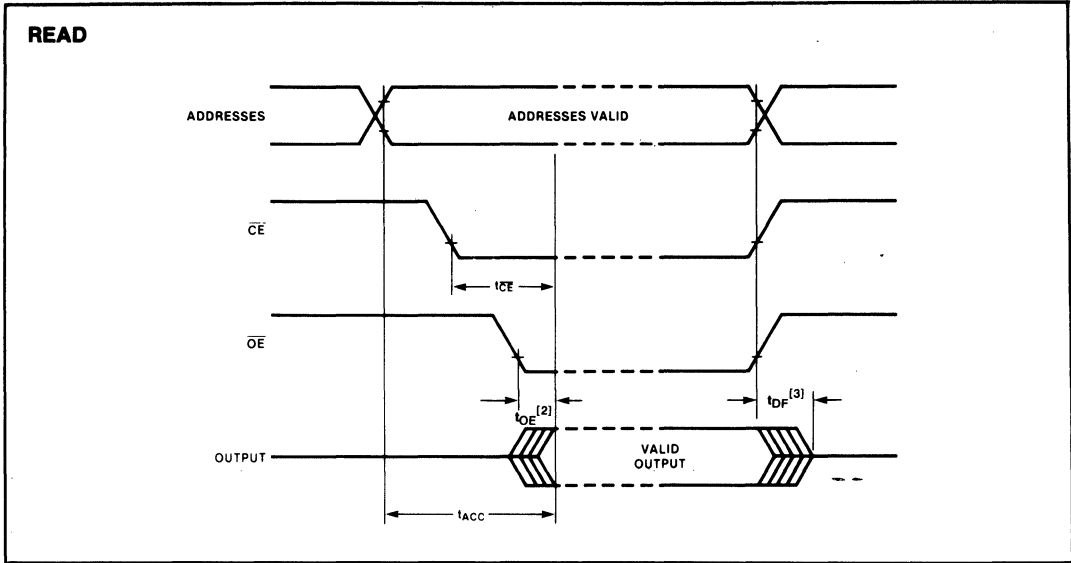 READ
ADDRESSES
ADDRESSES VALID
CE
tCE
OE
tOE[2]
tDF[3]
OUTPUT
VALID
OUTPUT
tACC